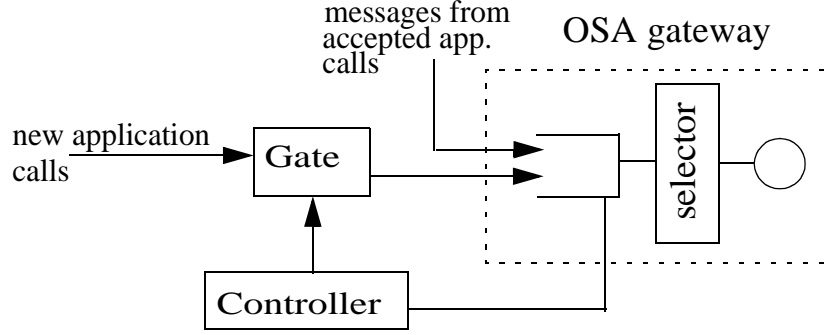 messages from
accepted app.
calls
OSA gateway
new application
calls
Gate
selector
Controller